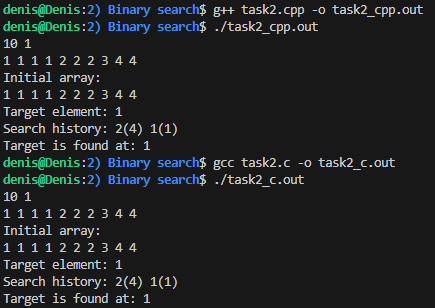 denis@Denis:2) Binary search$ g++ task2.cpp -o task2_cpp.out
denis@Denis:2) Binary search$ ./task2_cpp.out
10 1
1 1 1 1 2 2 2 3 4 4
Initial array:
1 1 1 1 2 2 2 3 4 4
Target element: 1
Search history: 2(4) 1(1)
Target is found at: 1
denis@Denis:2) Binary search$ gcc task2.c -o task2_c.out
denis@Denis:2) Binary search$ ./task2_c.out
10 1
1 1 1 1 2 2 2 3 4 4
Initial array:
1 1 1 1 2 2 2 3 4 4
Target element: 1
Search history: 2(4) 1(1)
Target is found at: 1